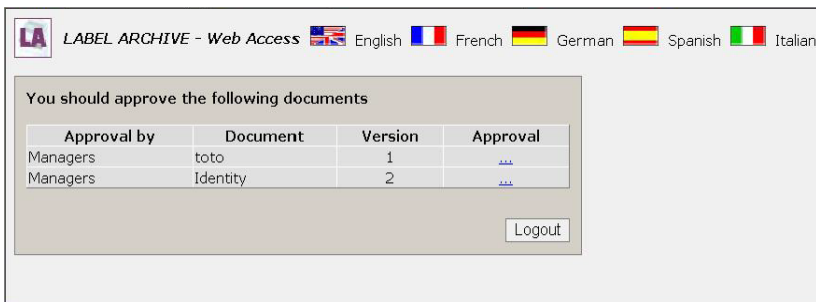 LA LABEL ARCHIVE - Web Access English French German Spanish Italian
You should approve the following documents
Approval by Document Version Approval
Managers toto 1 ...
Managers Identity 2 ...
Logout